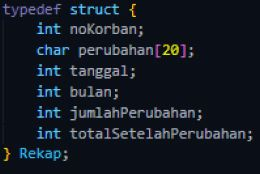 typedef struct {
    int noKorban;
    char perubahan[20];
    int tanggal;
    int bulan;
    int jumlahPerubahan;
    int totalSetelahPerubahan;
} Rekap;